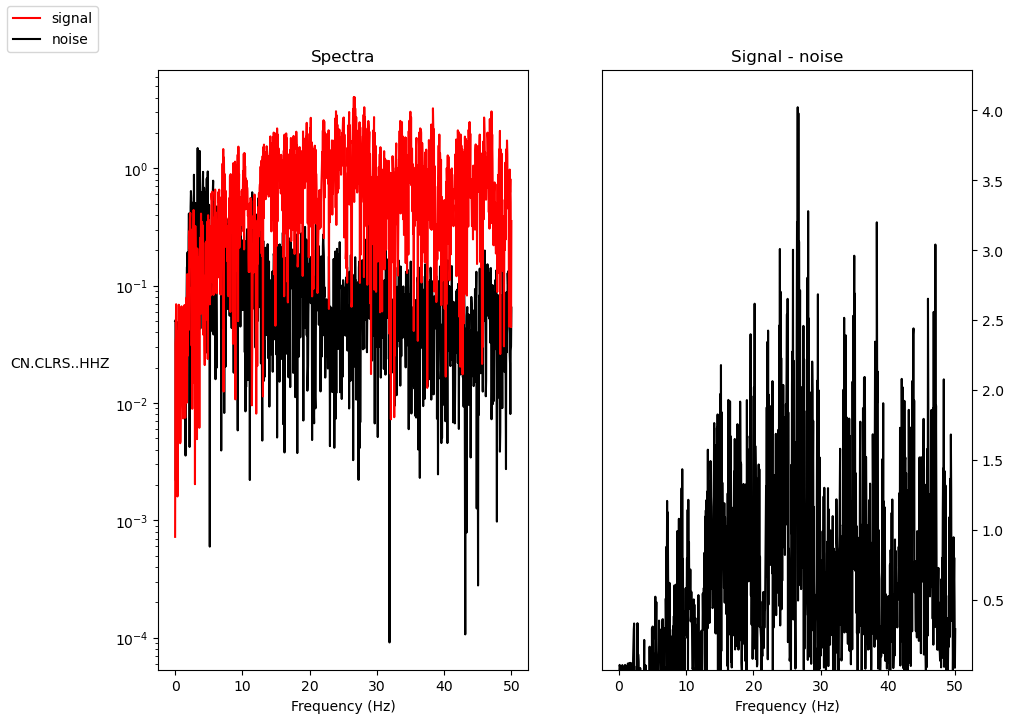 signal
noise
Spectra
Signal - noise
CN.CLRS..HHZ
10^0
10^-1
10^-2
10^-3
10^-4
0 10 20 30 40 50
Frequency (Hz)
4.0
3.5
3.0
2.5
2.0
1.5
1.0
0.5
0 10 20 30 40 50
Frequency (Hz)